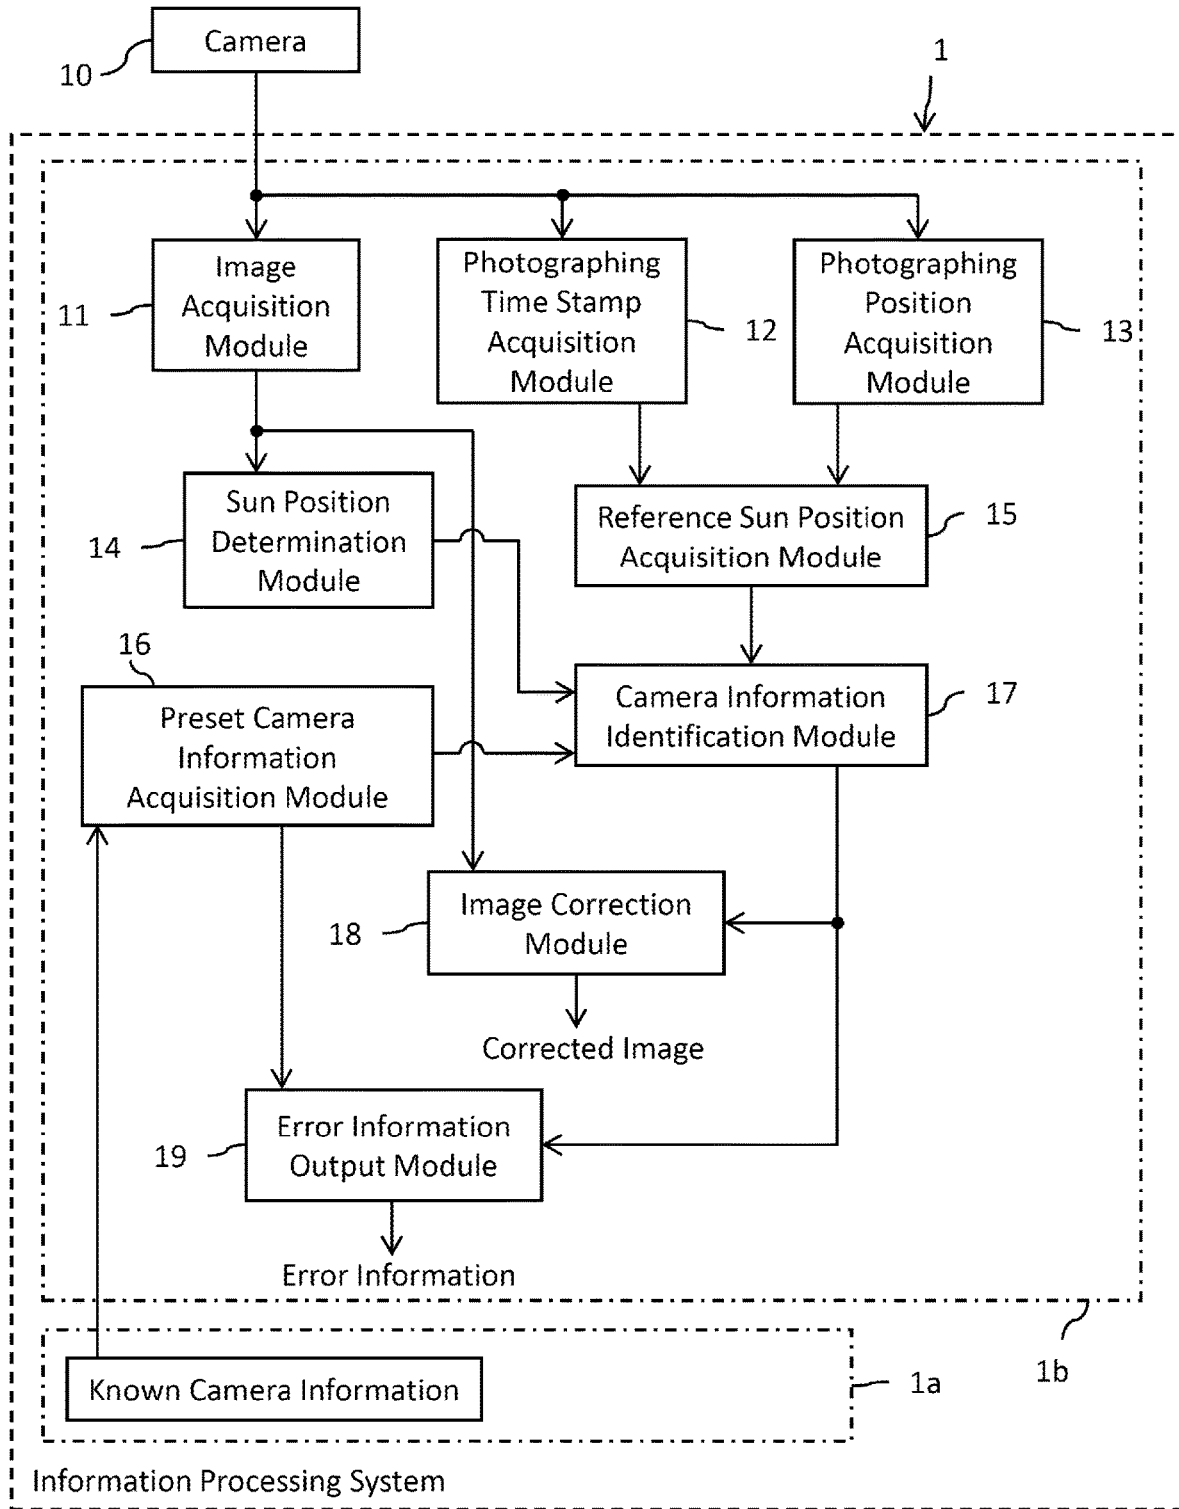 Camera
10
1
Image
Acquisition
Module
11
Photographing
Time Stamp
Acquisition
Module
12
Photographing
Position
Acquisition
Module
13
Sun Position
Determination
Module
14
Reference Sun Position
Acquisition Module
15
16
Preset Camera
Information
Acquisition Module
Camera Information
Identification Module
17
Image Correction
Module
18
Corrected Image
Error Information
Output Module
19
Error Information
1b
Known Camera Information
1a
Information Processing System